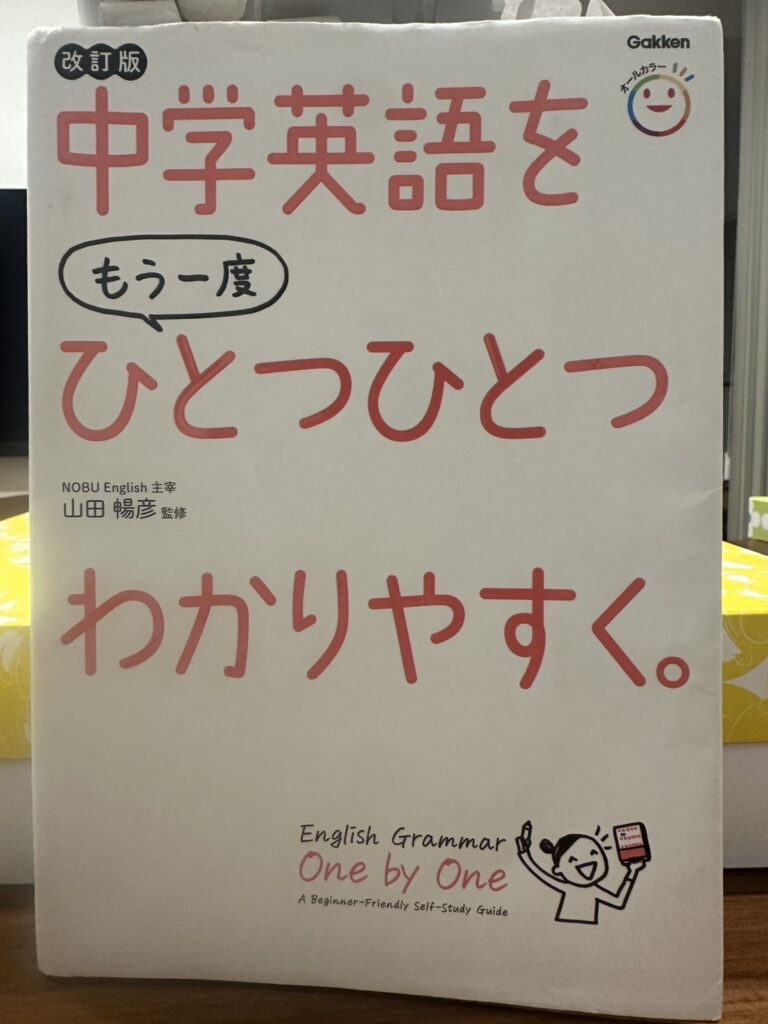 改訂版
Gakken
オールカラー
中学英語を
もう一度
ひとつひとつ
NOBU English 主宰
山田 暢彦 監修
わかりやすく。
English Grammar
One by One
A Beginner-Friendly Self-Study Guide